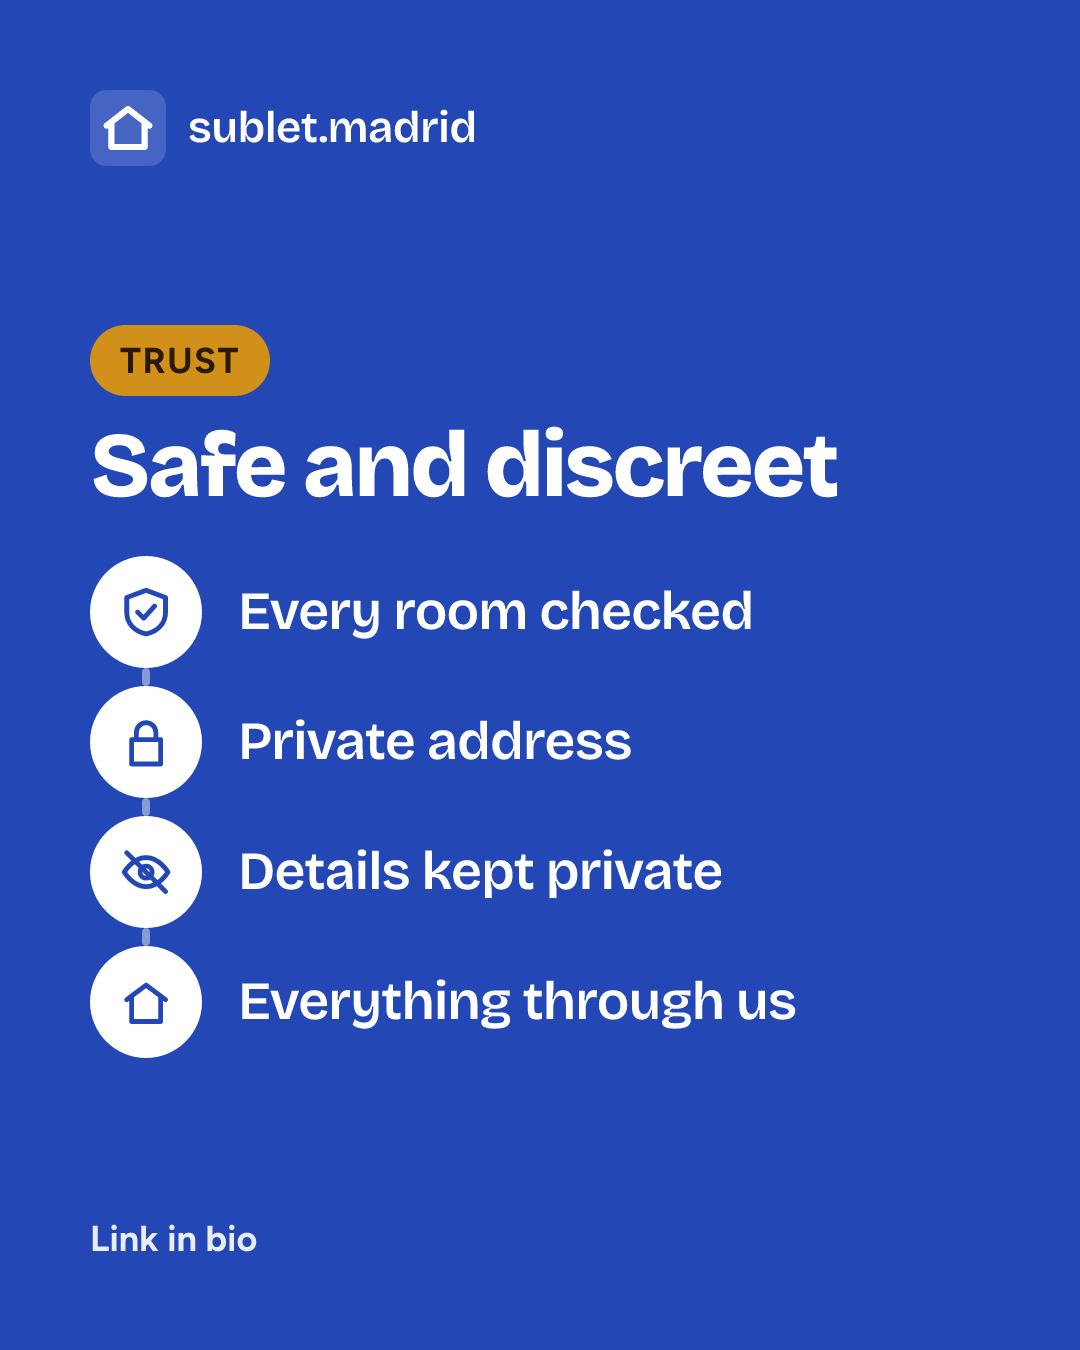 sublet.madrid
TRUST
Safe and discreet
Every room checked
Private address
Details kept private
Everything through us
Link in bio